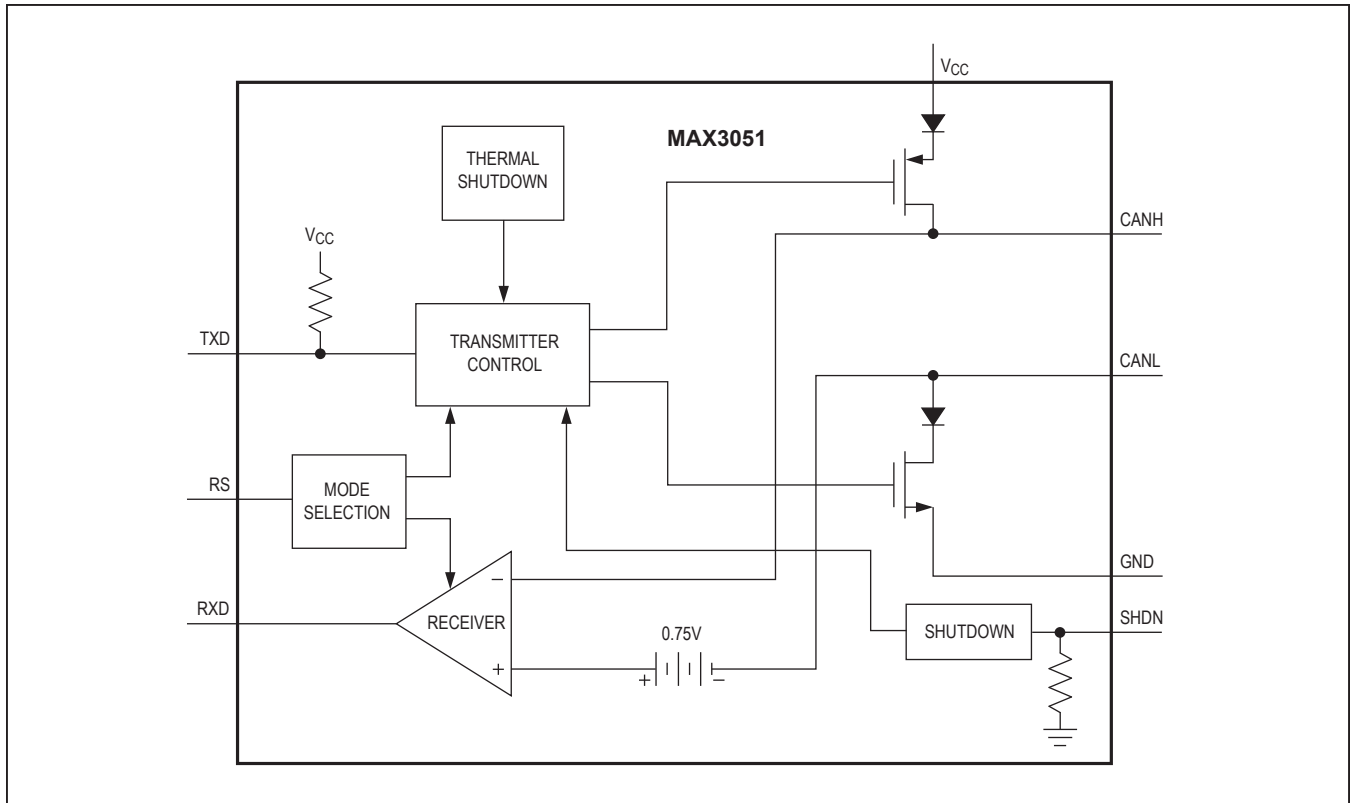 VCC
MAX3051
THERMAL
SHUTDOWN
VCC
CANH
TXD
TRANSMITTER
CONTROL
CANL
RS
MODE
SELECTION
GND
RXD
−
RECEIVER
+
0.75V
+
−
SHUTDOWN
SHDN